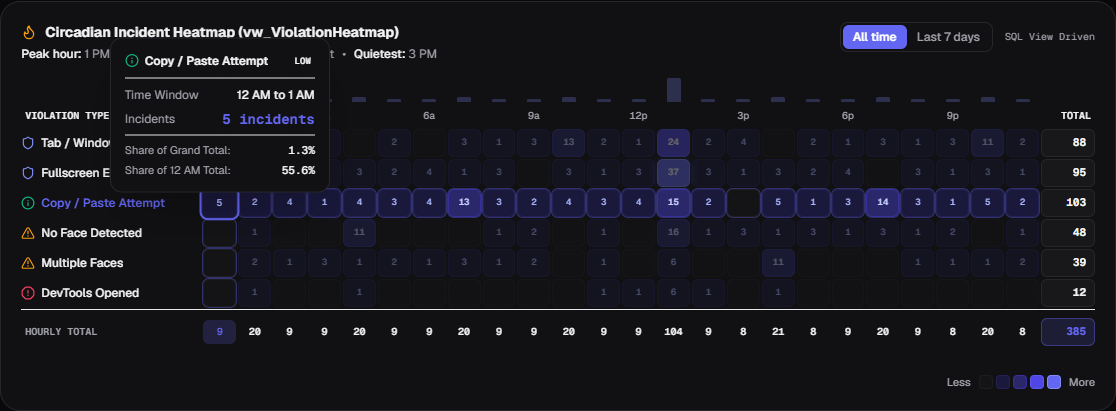 Circadian Incident Heatmap (vw_ViolationHeatmap)
Peak hour: 1 PM
• Quietest: 3 PM
All time Last 7 days SQL View Driven
Copy / Paste Attempt LOW
Time Window 12 AM to 1 AM
Incidents 5 incidents
Share of Grand Total: 1.3%
Share of 12 AM Total: 55.6%
VIOLATION TYPE 6a 9a 12p 3p 6p 9p TOTAL
Tab / Window 2 3 1 3 13 2 1 24 2 4 2 1 3 1 3 11 2 88
Fullscreen E 3 2 4 1 3 1 3 37 3 1 3 2 4 3 1 3 1 95
Copy / Paste Attempt 5 2 4 1 4 3 4 13 3 2 4 3 4 15 2 5 1 3 14 3 1 5 2 103
No Face Detected 1 11 1 2 1 16 1 3 1 3 1 3 1 2 1 48
Multiple Faces 2 1 3 1 2 1 3 1 2 1 6 11 1 1 1 2 39
DevTools Opened 1 1 1 1 6 1 1 12
HOURLY TOTAL 9 20 9 9 20 9 9 20 9 9 20 9 9 104 9 8 21 8 9 20 9 8 20 8 385
Less More